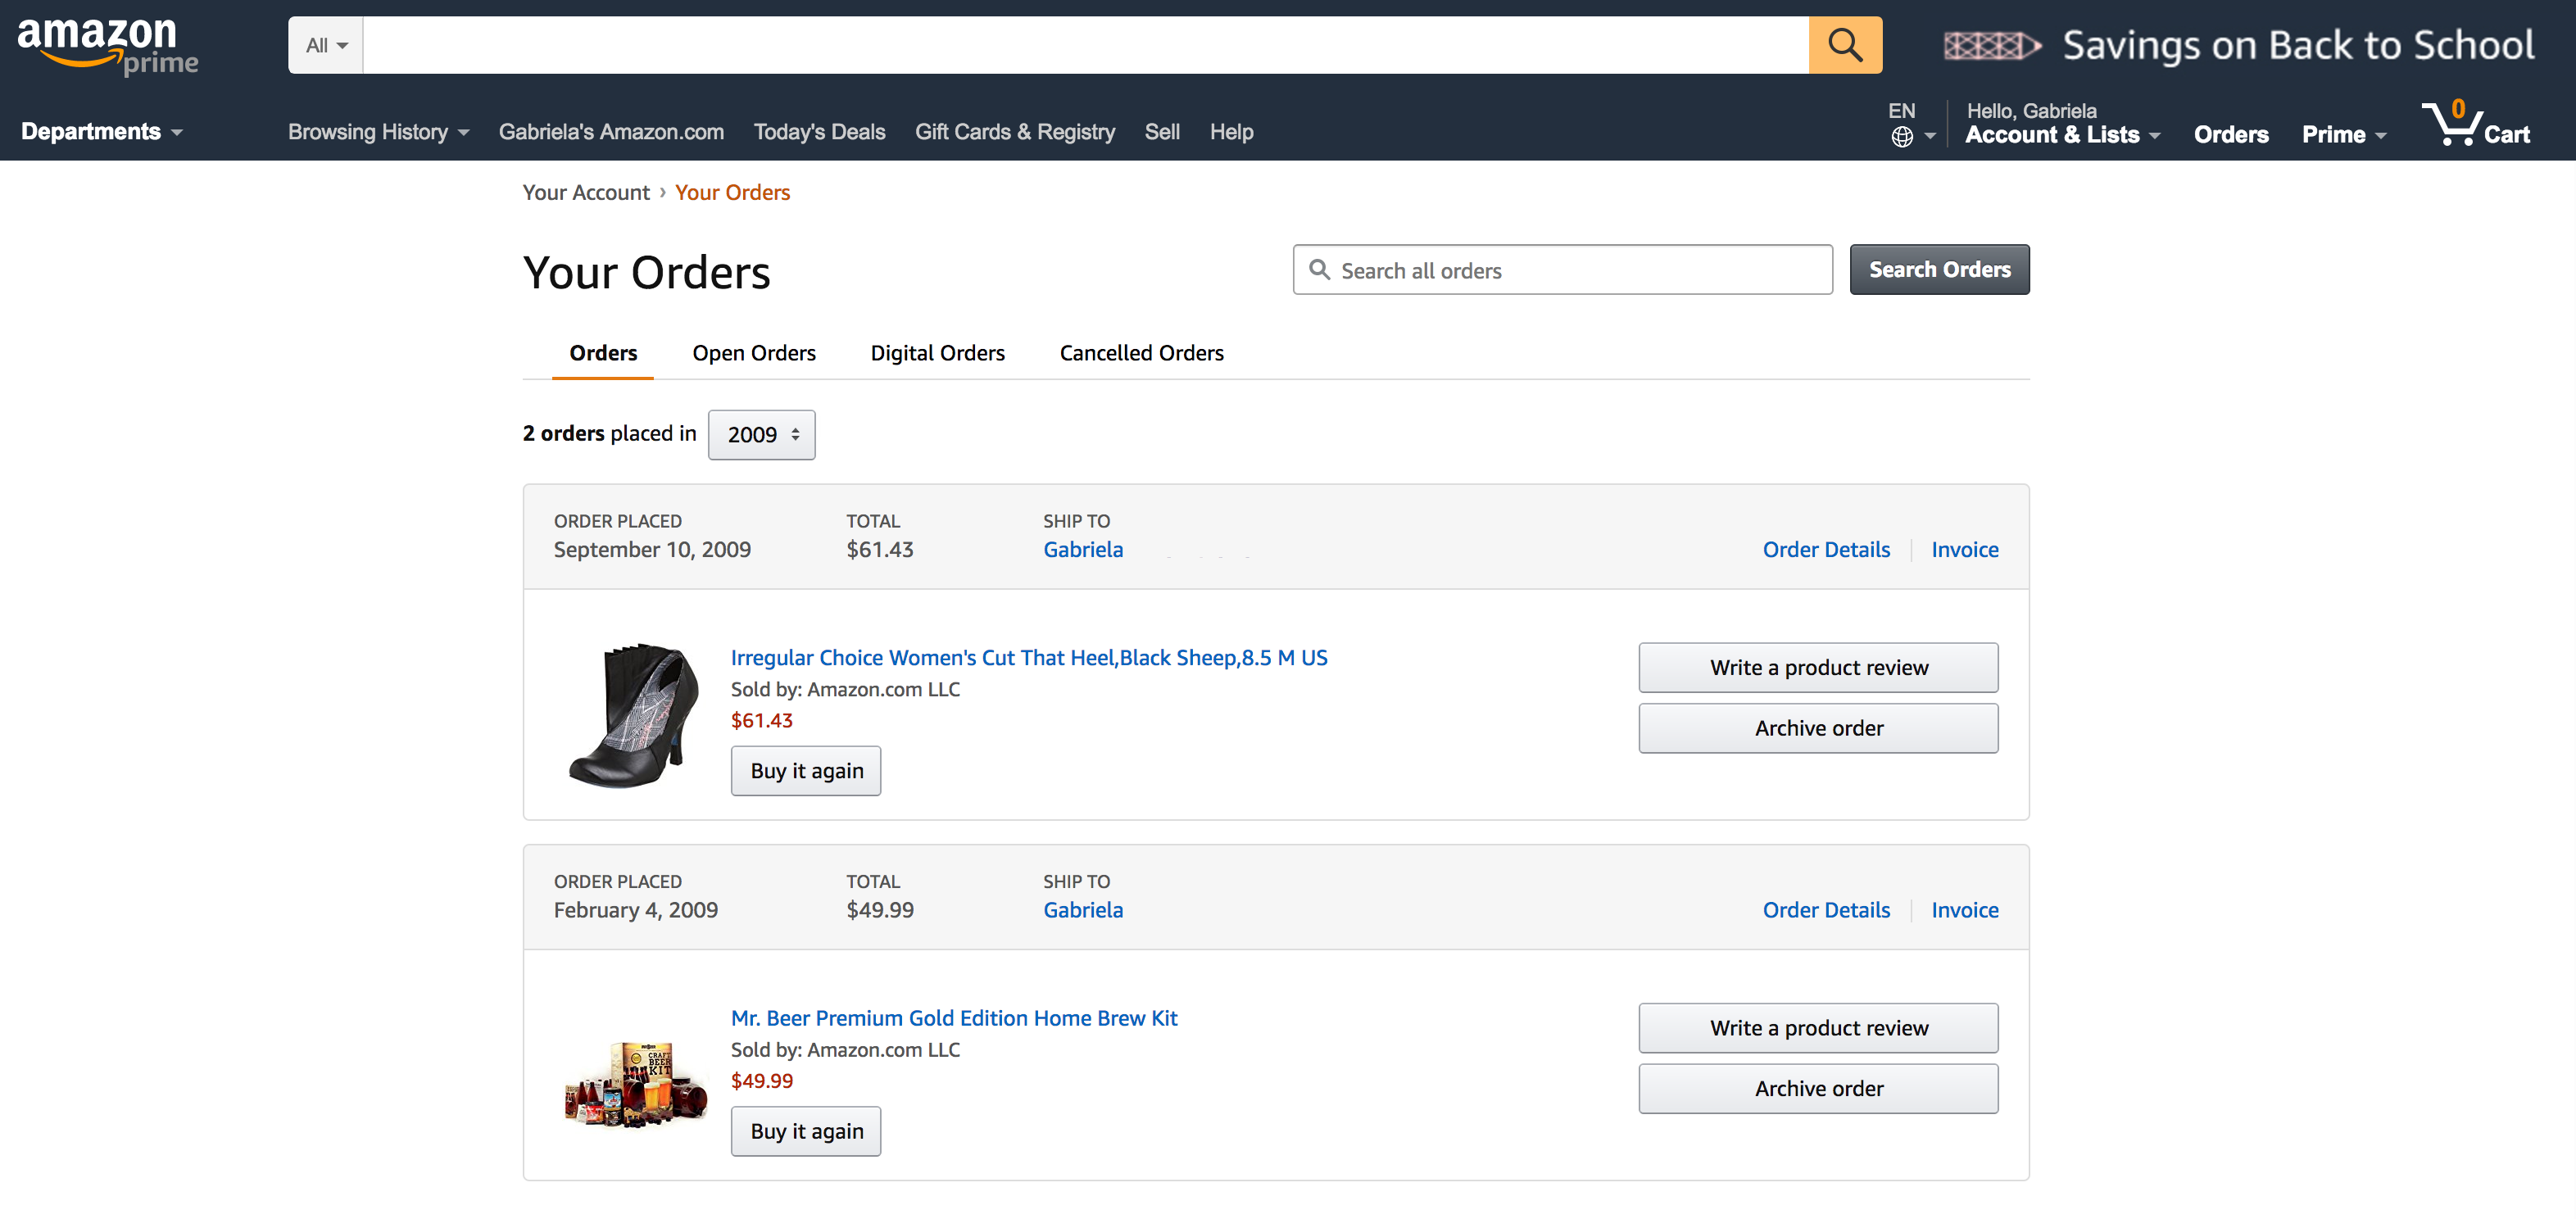 amazon
prime
All
Savings on Back to School
Departments
Browsing History
Gabriela's Amazon.com
Today's Deals
Gift Cards & Registry
Sell
Help
EN
Hello, Gabriela
Account & Lists
Orders
Prime
0
Cart
Your Account › Your Orders
Your Orders
Search all orders
Search Orders
Orders
Open Orders
Digital Orders
Cancelled Orders
2 orders placed in 2009
ORDER PLACED
September 10, 2009
TOTAL
$61.43
SHIP TO
Gabriela
Order Details
Invoice
Irregular Choice Women's Cut That Heel,Black Sheep,8.5 M US
Sold by: Amazon.com LLC
$61.43
Buy it again
Write a product review
Archive order
ORDER PLACED
February 4, 2009
TOTAL
$49.99
SHIP TO
Gabriela
Order Details
Invoice
CRAFT
BEER
KIT
Mr. Beer Premium Gold Edition Home Brew Kit
Sold by: Amazon.com LLC
$49.99
Buy it again
Write a product review
Archive order